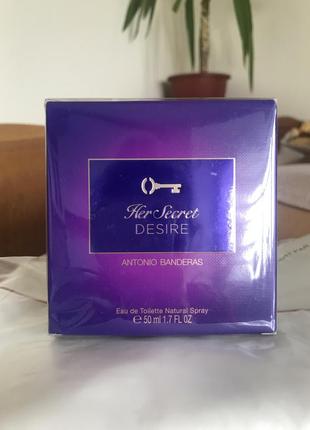 Her Secret
DESIRE
ANTONIO BANDERAS
Eau de Toilette Natural Spray
℮ 50 ml 1.7 FL OZ